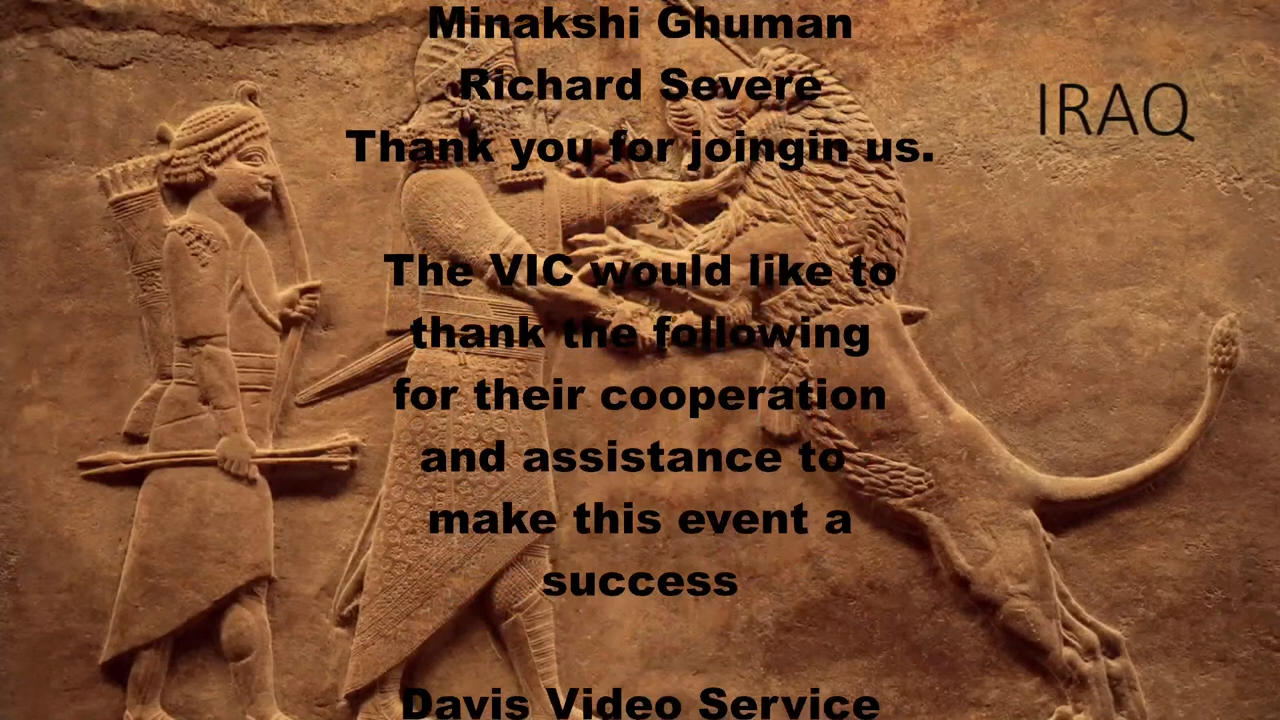 Minakshi Ghuman
Richard Severe
IRAQ
Thank you for joingin us.
The VIC would like to
thank the following
for their cooperation
and assistance to
make this event a
success
Davis Video Service